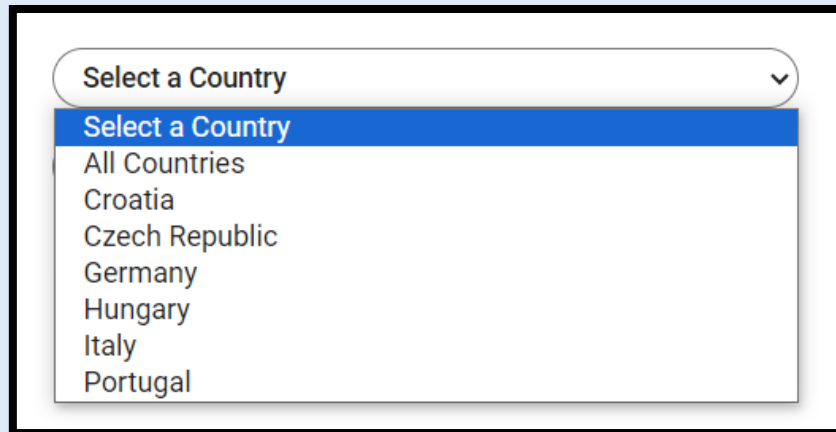 Select a Country
Select a Country
All Countries
Croatia
Czech Republic
Germany
Hungary
Italy
Portugal